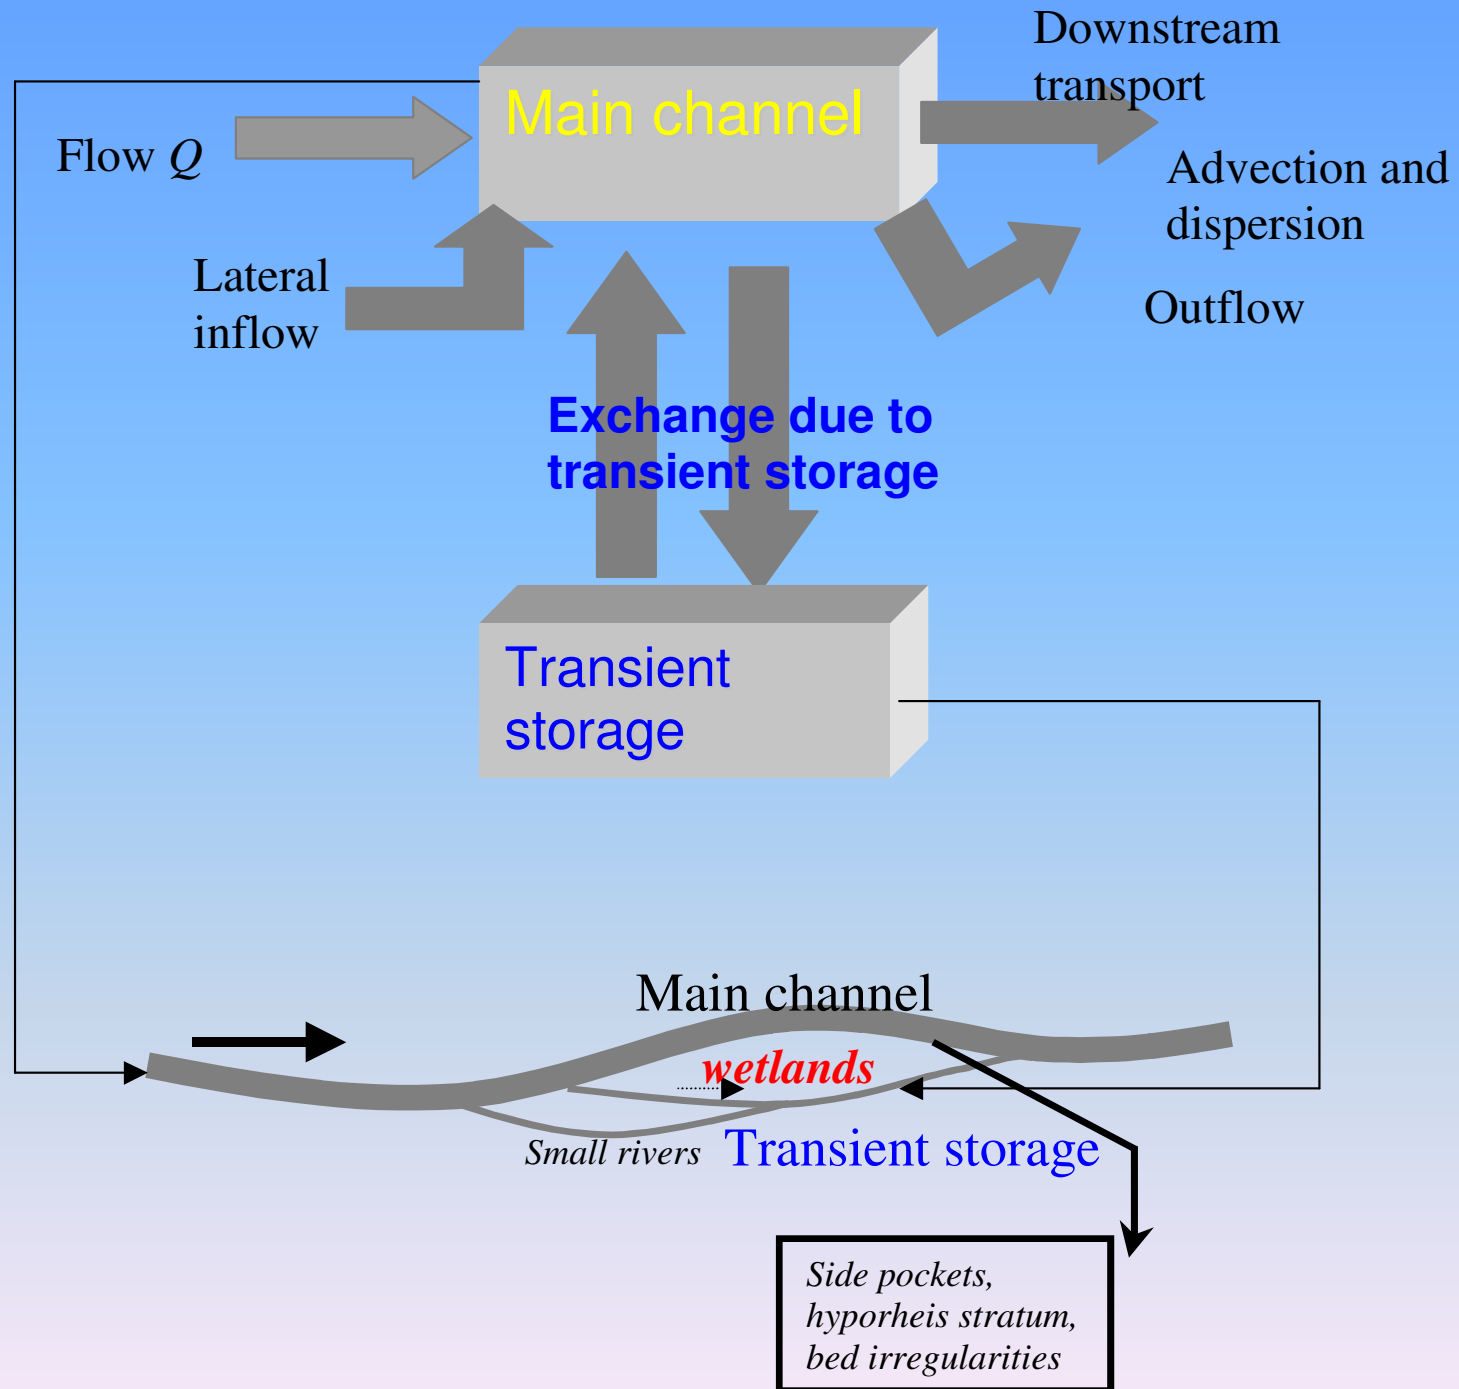 Downstream
transport
Main channel
Flow Q
Advection and
dispersion
Lateral
inflow
Outflow
Exchange due to
transient storage
Transient
storage
Main channel
wetlands
Small rivers
Transient storage
Side pockets,
hyporheis stratum,
bed irregularities